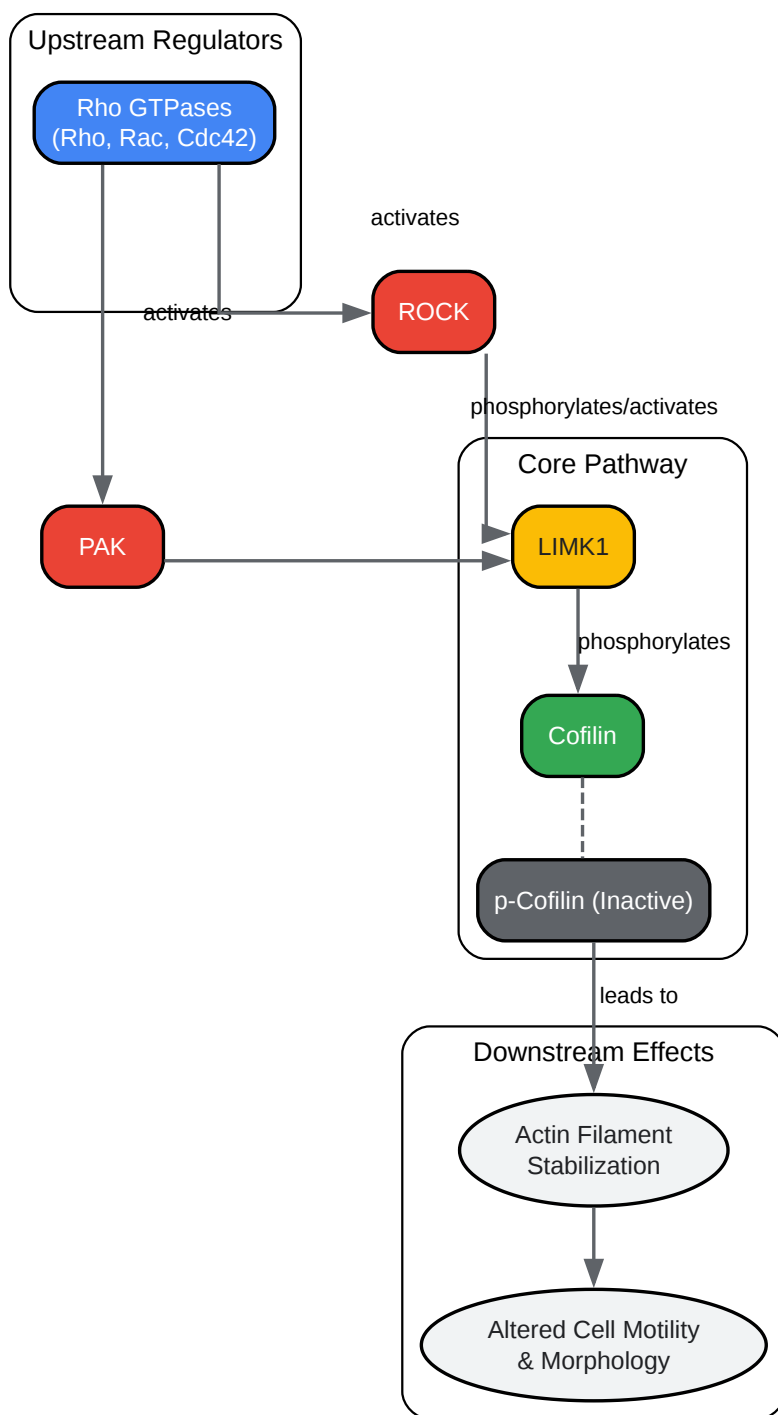 Upstream Regulators
Rho GTPases
(Rho, Rac, Cdc42)
activates
activates
ROCK
phosphorylates/activates
Core Pathway
PAK
LIMK1
phosphorylates
Cofilin
p-Cofilin (Inactive)
leads to
Downstream Effects
Actin Filament
Stabilization
Altered Cell Motility
& Morphology